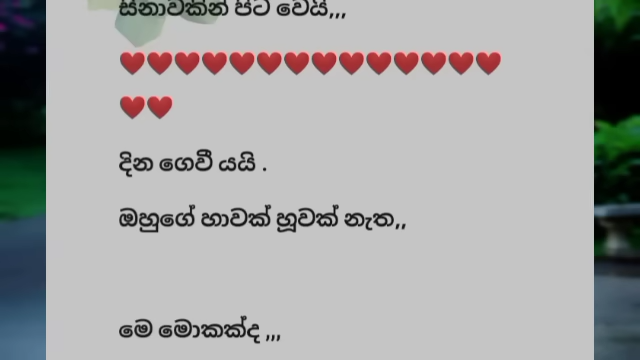 සිනාවකින් පිට වෙයි,,,
❤❤❤❤❤❤❤❤❤❤❤❤❤❤
❤❤
දින ගෙවී යයි .
ඔහුගේ හාවක් හූවක් නැත,,
මෙ මොකක්ද ,,,